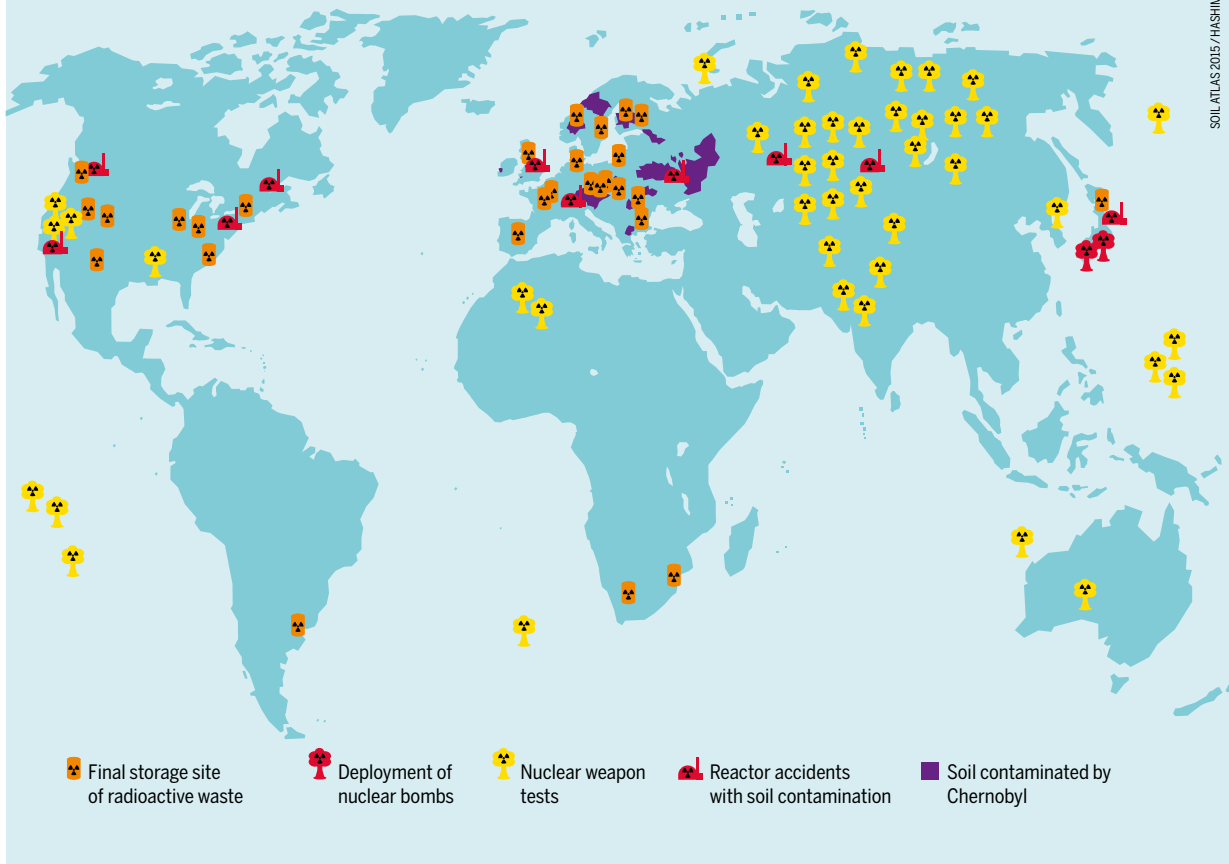 SOIL ATLAS 2015 / HASHIM
Final storage site
of radioactive waste
Deployment of
nuclear bombs
Nuclear weapon
tests
Reactor accidents
with soil contamination
Soil contaminated by
Chernobyl